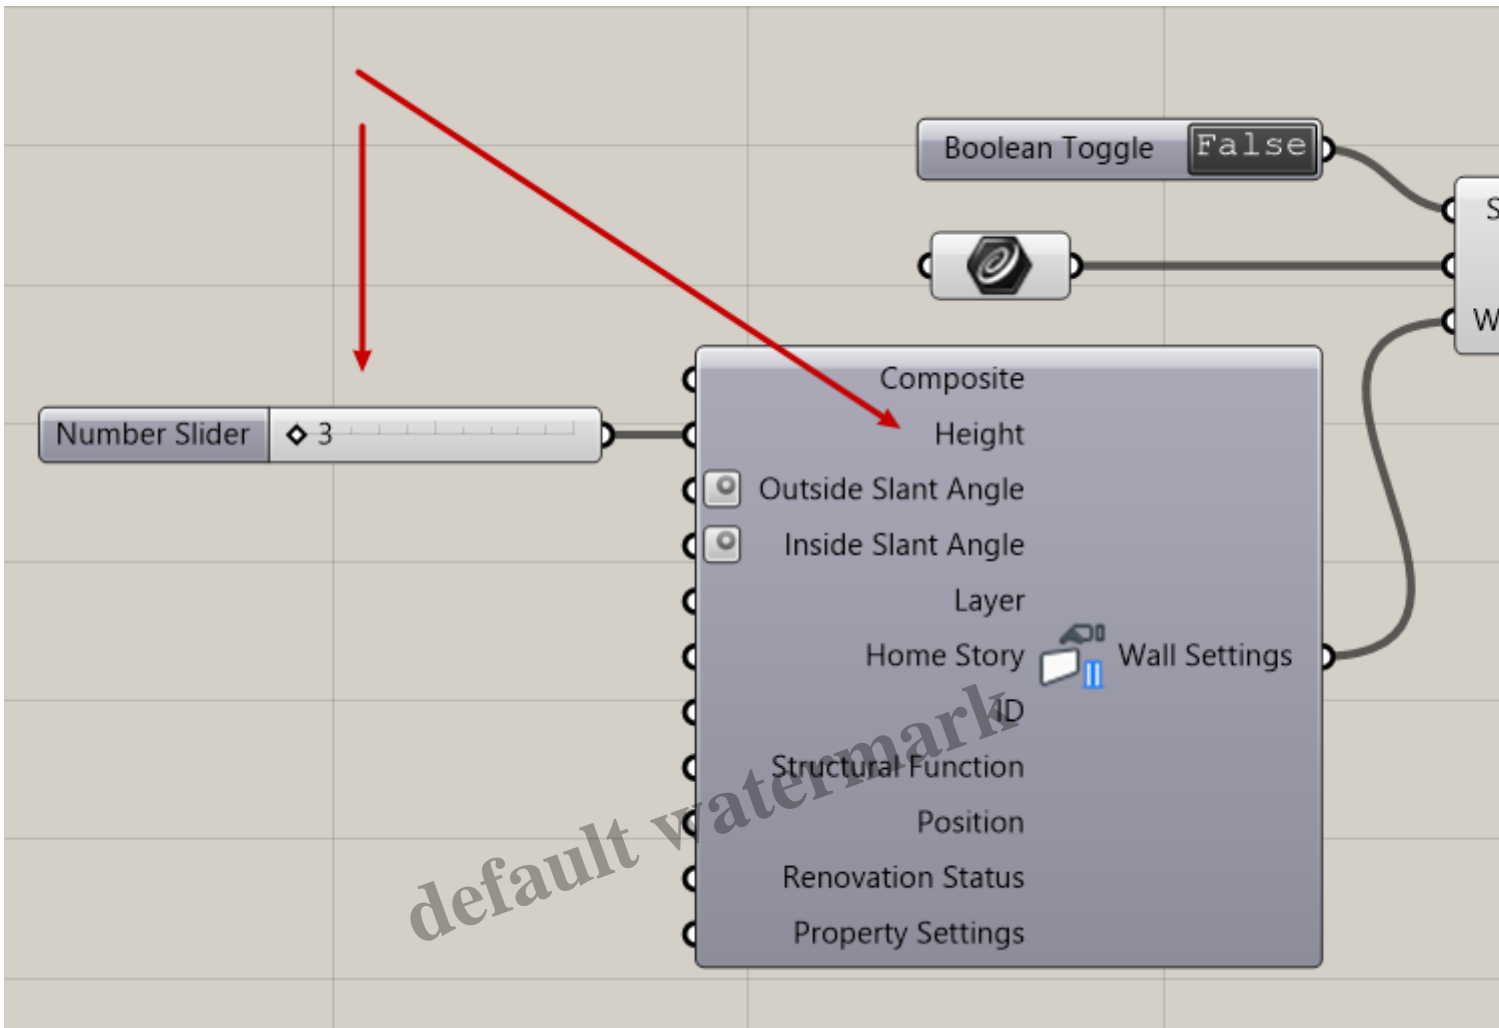 Boolean Toggle False
S
W
Composite
Number Slider 3
Height
Outside Slant Angle
Inside Slant Angle
Layer
Home Story
Wall Settings
ID
Structural Function
Position
Renovation Status
Property Settings
default watermark